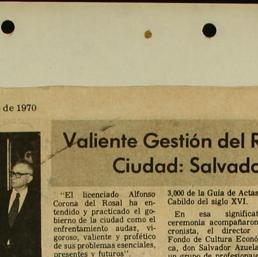 de 1970
Valiente Gestión del
Ciudad: Salvado
"El licenciado Alfonso
Corona del Rosal ha en-
tendido y practicado el go-
bierno de la ciudad como el
enfrentamiento audaz, vi-
goroso, valiente y profético
de sus problemas esenciales,
presentes y futuros"
3,000 de la Guía de Actas
Cabildo del siglo XVI.
En esa significat
ceremonia acompañaron
cronista, el director
Fondo de Cultura Econó
ca, don Salvador Azuela